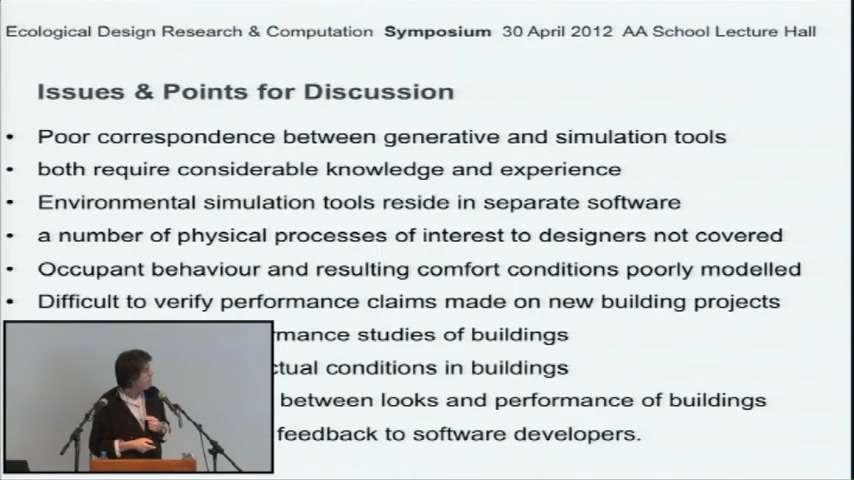 Ecological Design Research & Computation Symposium 30 April 2012 AA School Lecture Hall
Issues & Points for Discussion
• Poor correspondence between generative and simulation tools
• both require considerable knowledge and experience
• Environmental simulation tools reside in separate software
• a number of physical processes of interest to designers not covered
• Occupant behaviour and resulting comfort conditions poorly modelled
• Difficult to verify performance claims made on new building projects
studies of buildings
conditions in buildings
between looks and performance of buildings
feedback to software developers.